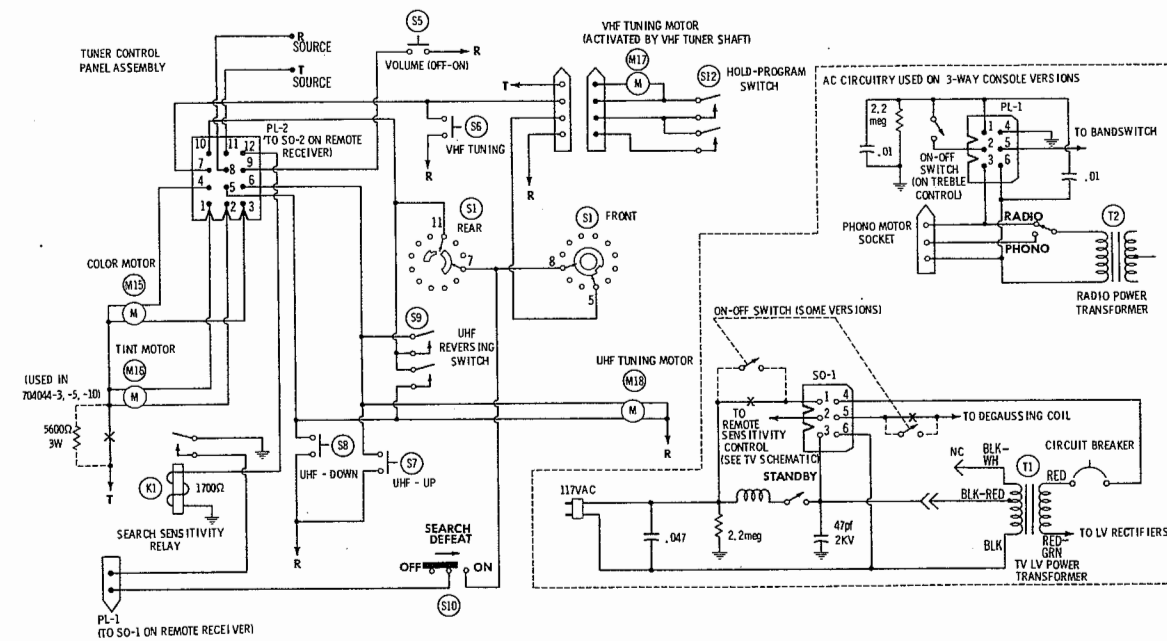 TUNER CONTROL
PANEL ASSEMBLY
R
SOURCE
T
SOURCE
S5
VOLUME (OFF-ON)
R
VHF TUNING MOTOR
(ACTIVATED BY VHF TUNER SHAFT)
M17
M
S12
HOLD-PROGRAM
SWITCH
T
R
PL-2
(TO SO-2 ON REMOTE
RECEIVER)
10
11
12
7
8
9
4
5
6
1
2
3
S6
VHF TUNING
R
AC CIRCUITRY USED ON 3-WAY CONSOLE VERSIONS
2.2
meg
.01
ON-OFF
SWITCH
(ON TREBLE
CONTROL)
PL-1
1
4
2
5
3
6
TO BANDSWITCH
.01
PHONO MOTOR
SOCKET
RADIO
PHONO
T2
RADIO POWER
TRANSFORMER
S1
REAR
11
7
S1
FRONT
8
5
COLOR MOTOR
M15
M
TINT MOTOR
M16
M
(USED IN
704044-3, -5, -10)
5600Ω
3W
T
S9
UHF
REVERSING
SWITCH
UHF TUNING MOTOR
M18
M
R
S8
UHF - DOWN
S7
UHF - UP
R
K1
1700Ω
SEARCH SENSITIVITY
RELAY
SEARCH
DEFEAT
OFF
ON
S10
PL-1
(TO SO-1 ON REMOTE RECEIVER)
ON-OFF SWITCH (SOME VERSIONS)
SO-1
1
4
2
5
3
6
TO
REMOTE
SENSITIVITY
CONTROL
(SEE TV SCHEMATIC)
TO DEGAUSSING COIL
STANDBY
117VAC
.047
2.2meg
47pf
2KV
NC
BLK-
WH
BLK-RED
BLK
T1
RED
CIRCUIT BREAKER
RED-
GRN
TO LV RECTIFIERS
TV LV POWER
TRANSFORMER